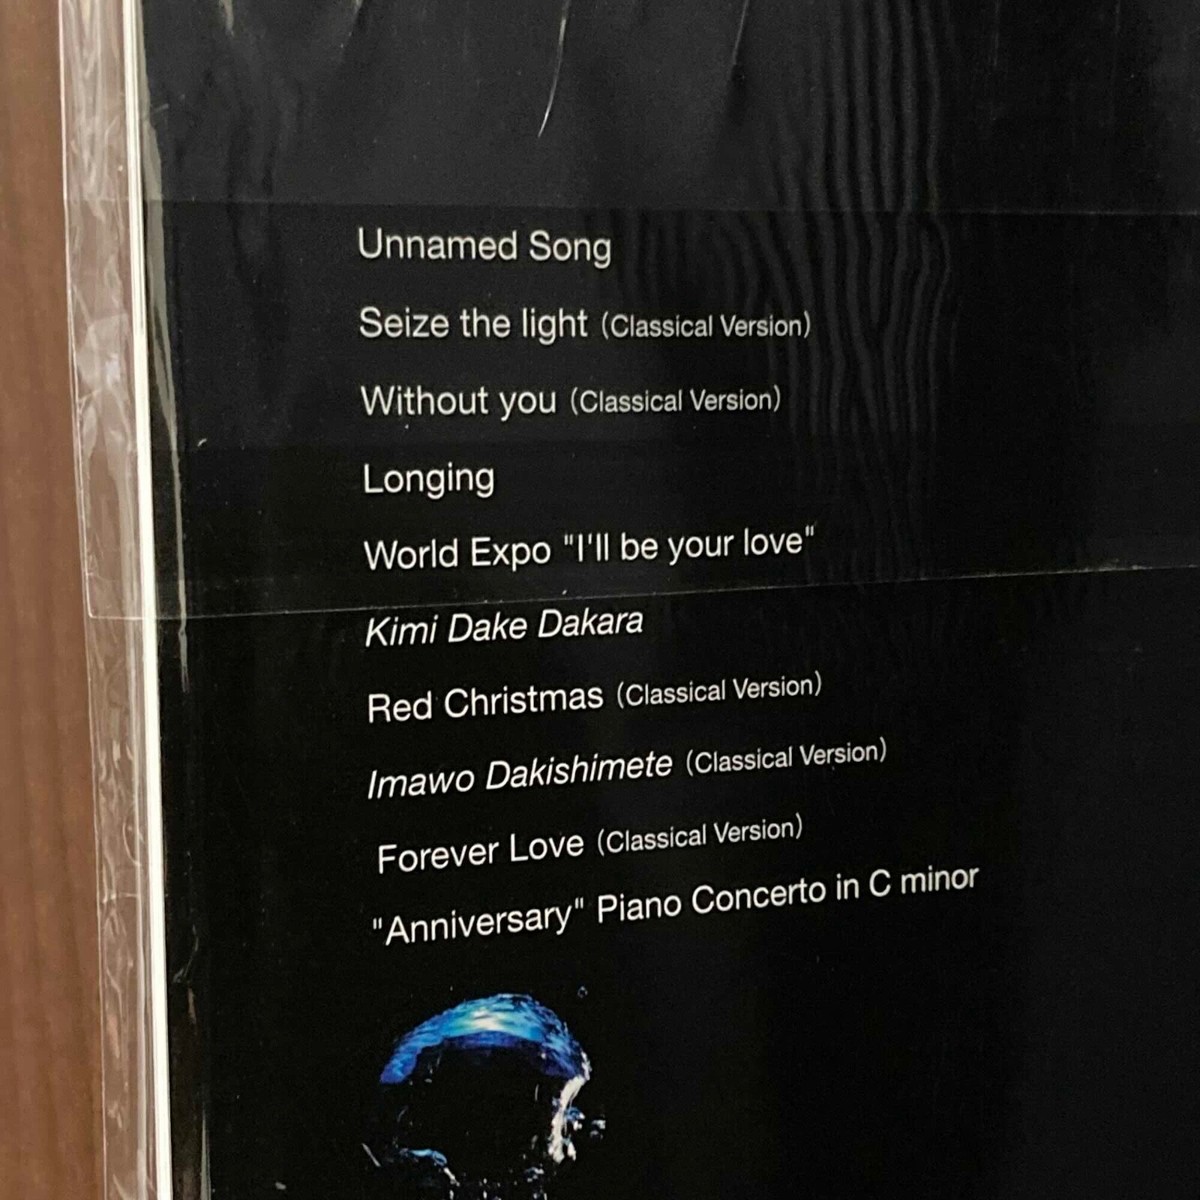 Unnamed Song
Seize the light (Classical Version)
Without you (Classical Version)
Longing
World Expo "I'll be your love"
Kimi Dake Dakara
Red Christmas (Classical Version)
Imawo Dakishimete (Classical Version)
Forever Love (Classical Version)
"Anniversary" Piano Concerto in C minor